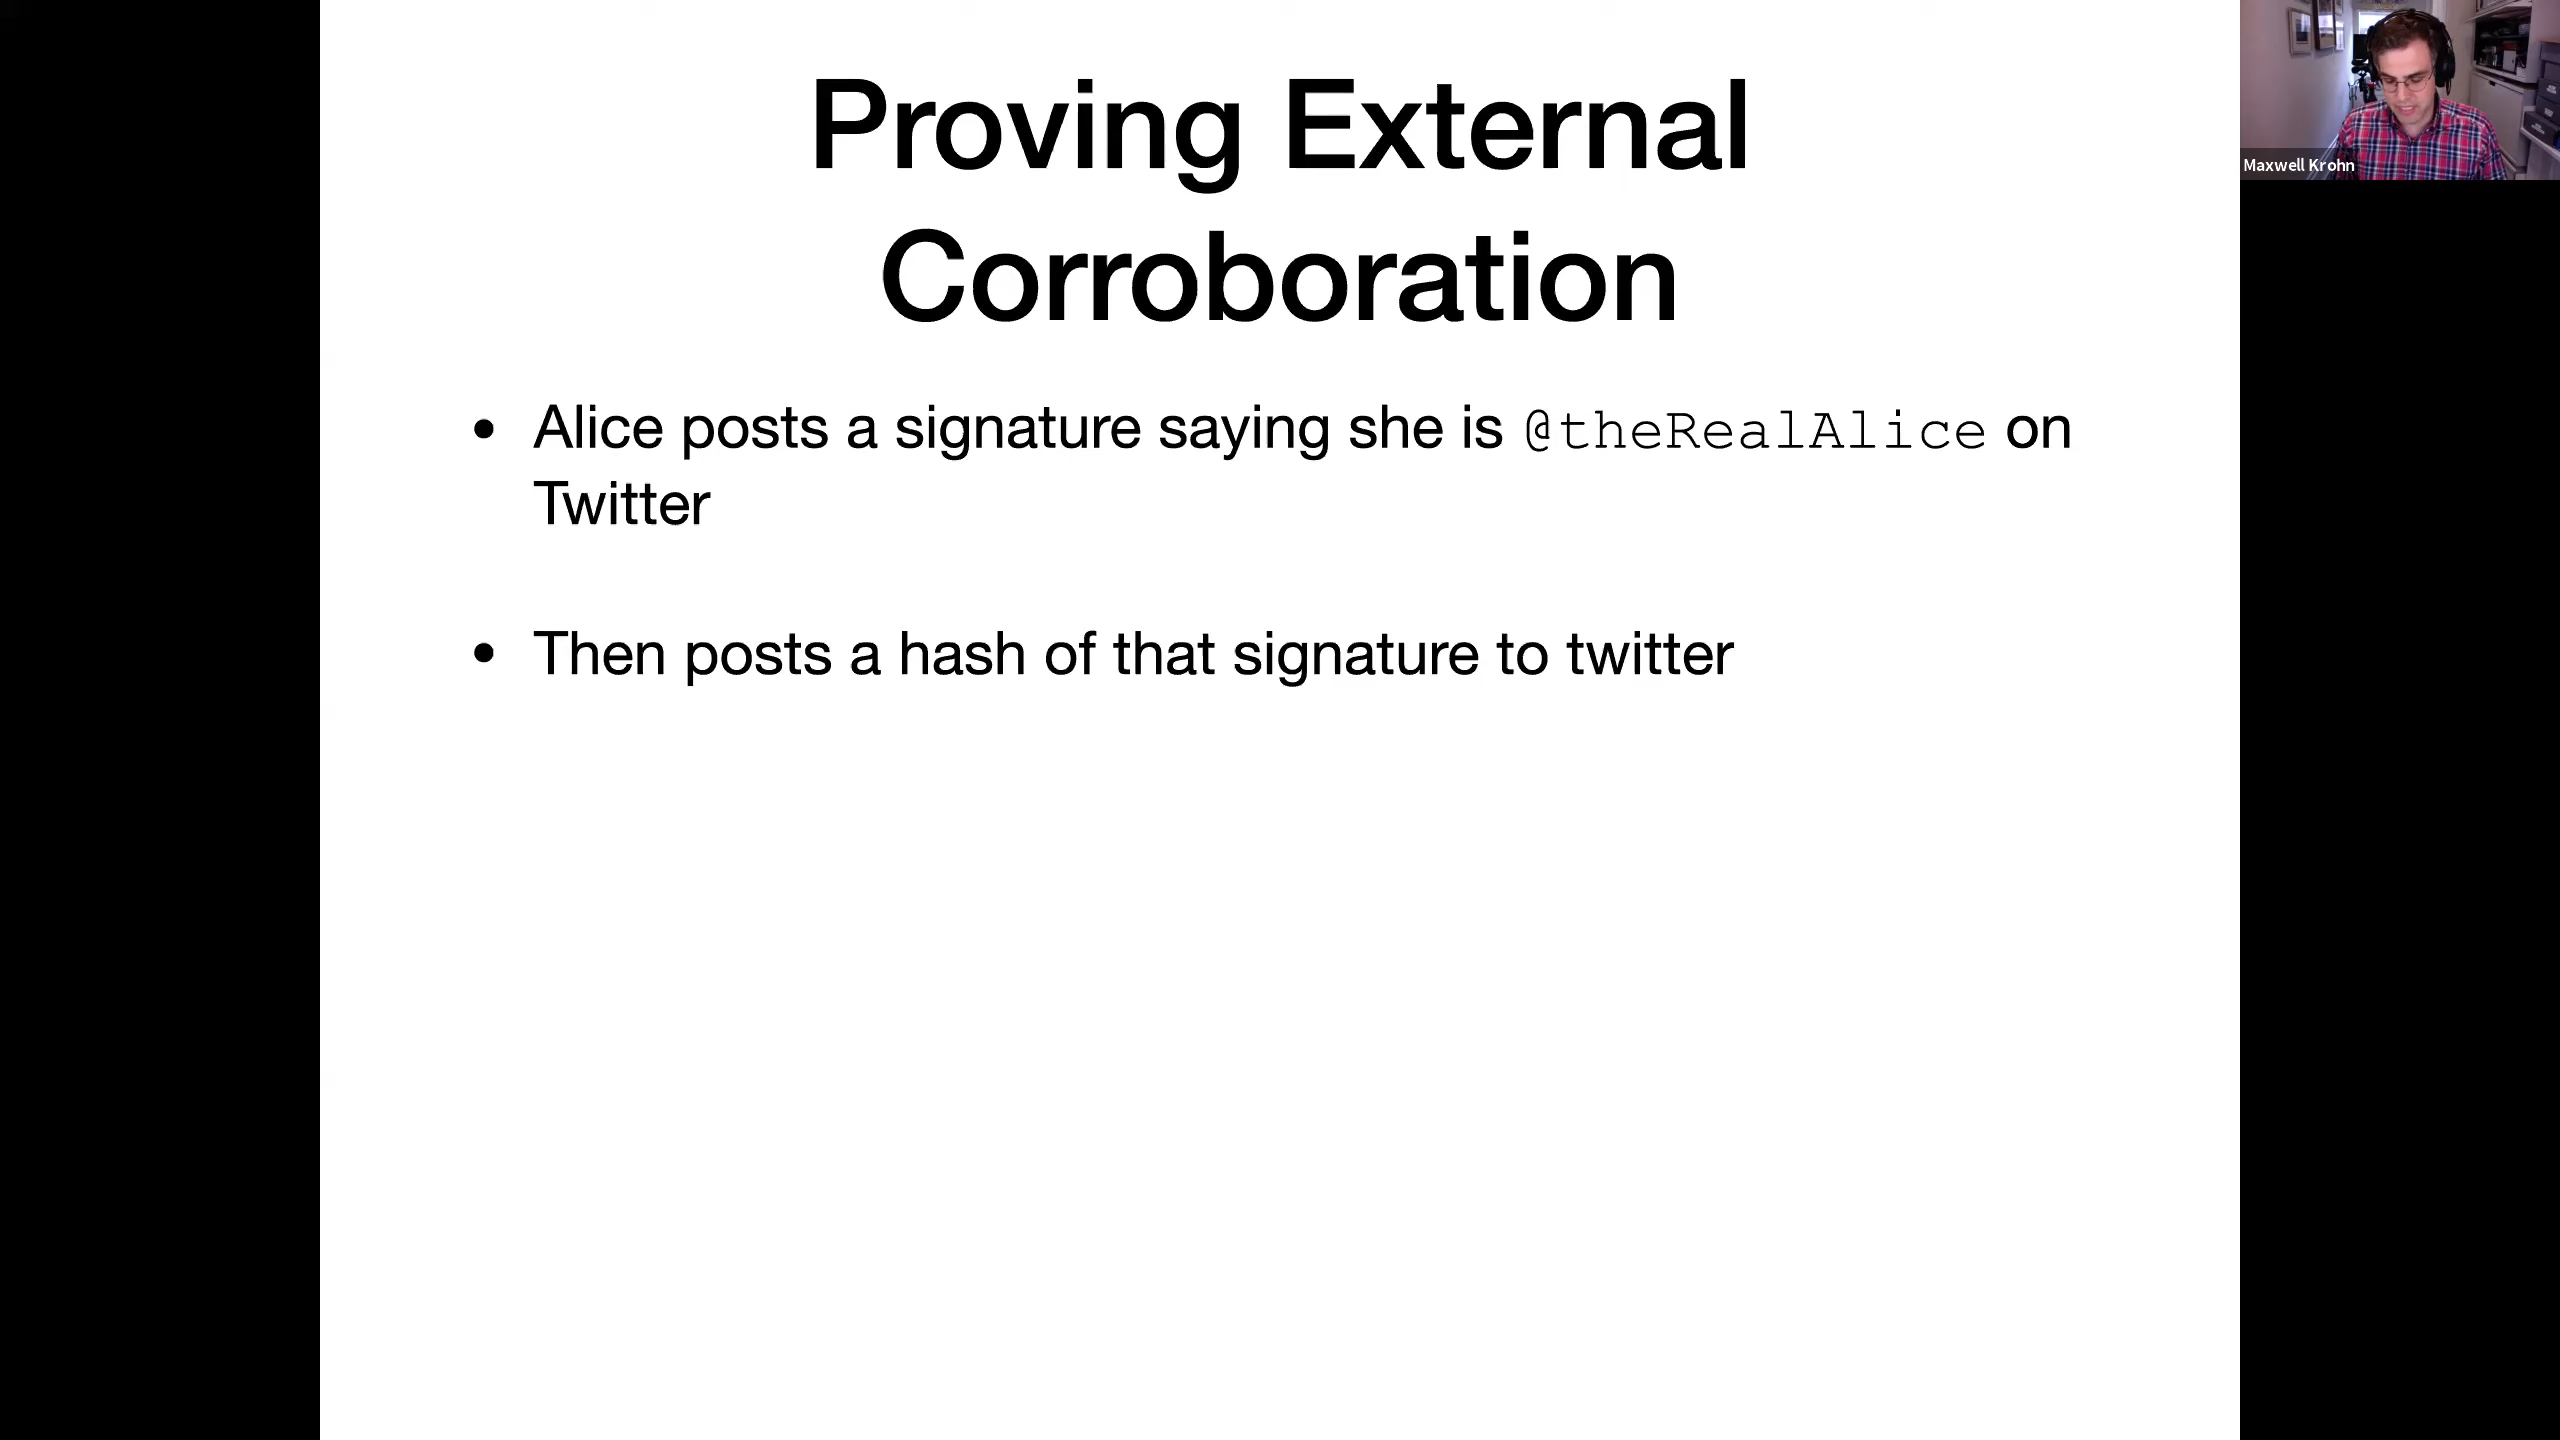 Proving External
Corroboration
• Alice posts a signature saying she is @theRealAlice on
Twitter
• Then posts a hash of that signature to twitter
Maxwell Krohn